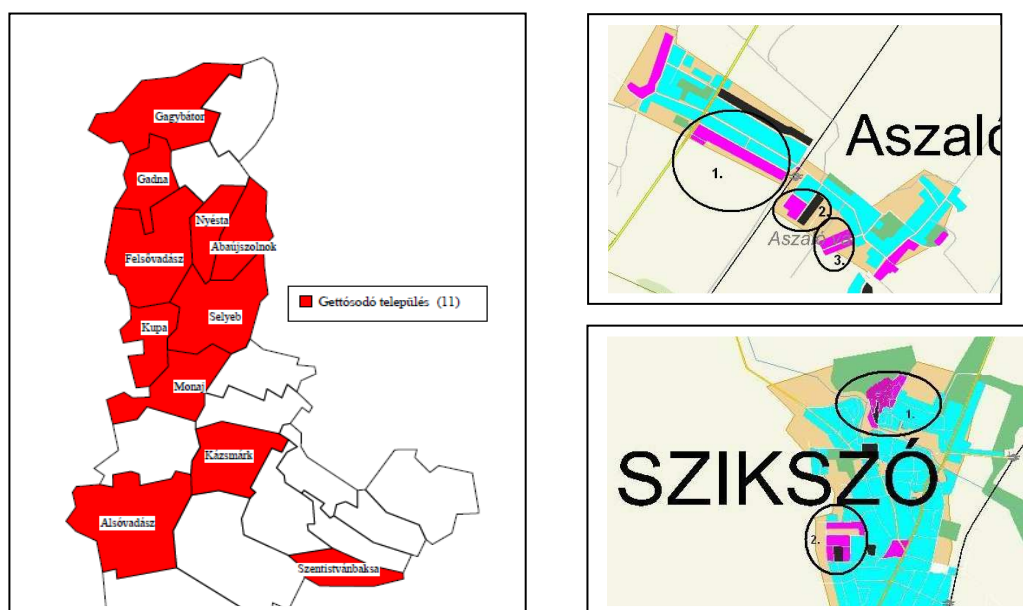 Gagybátor
Gadna
Nyésta
Abaújszolnok
Felsővadász
Gettósodó település (11)
Selyeb
Kupa
Monaj
Kázsmárk
Alsóvadász
Szentistvánbaksa
Aszaló
1.
2.
Aszaló
3.
SZIKSZÓ
1.
2.